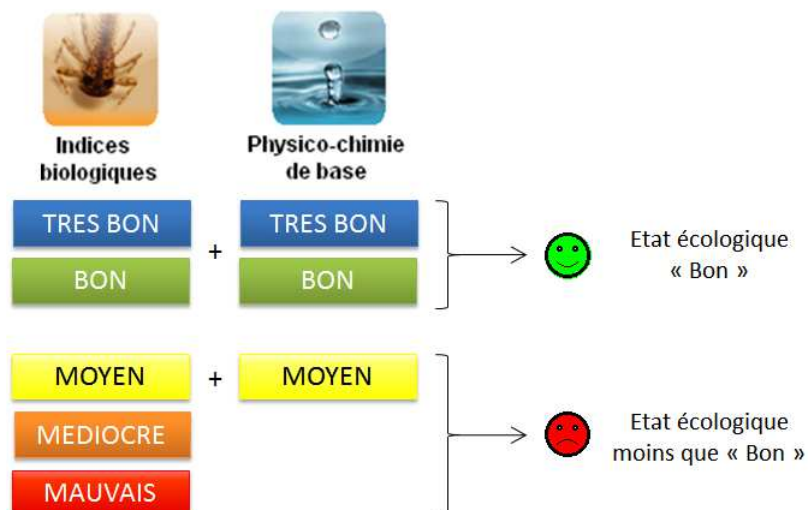 Indices
biologiques
Physico-chimie
de base
TRES BON
+
TRES BON
BON
BON
Etat écologique
« Bon »
MOYEN
+
MOYEN
MEDIOCRE
MAUVAIS
Etat écologique
moins que « Bon »